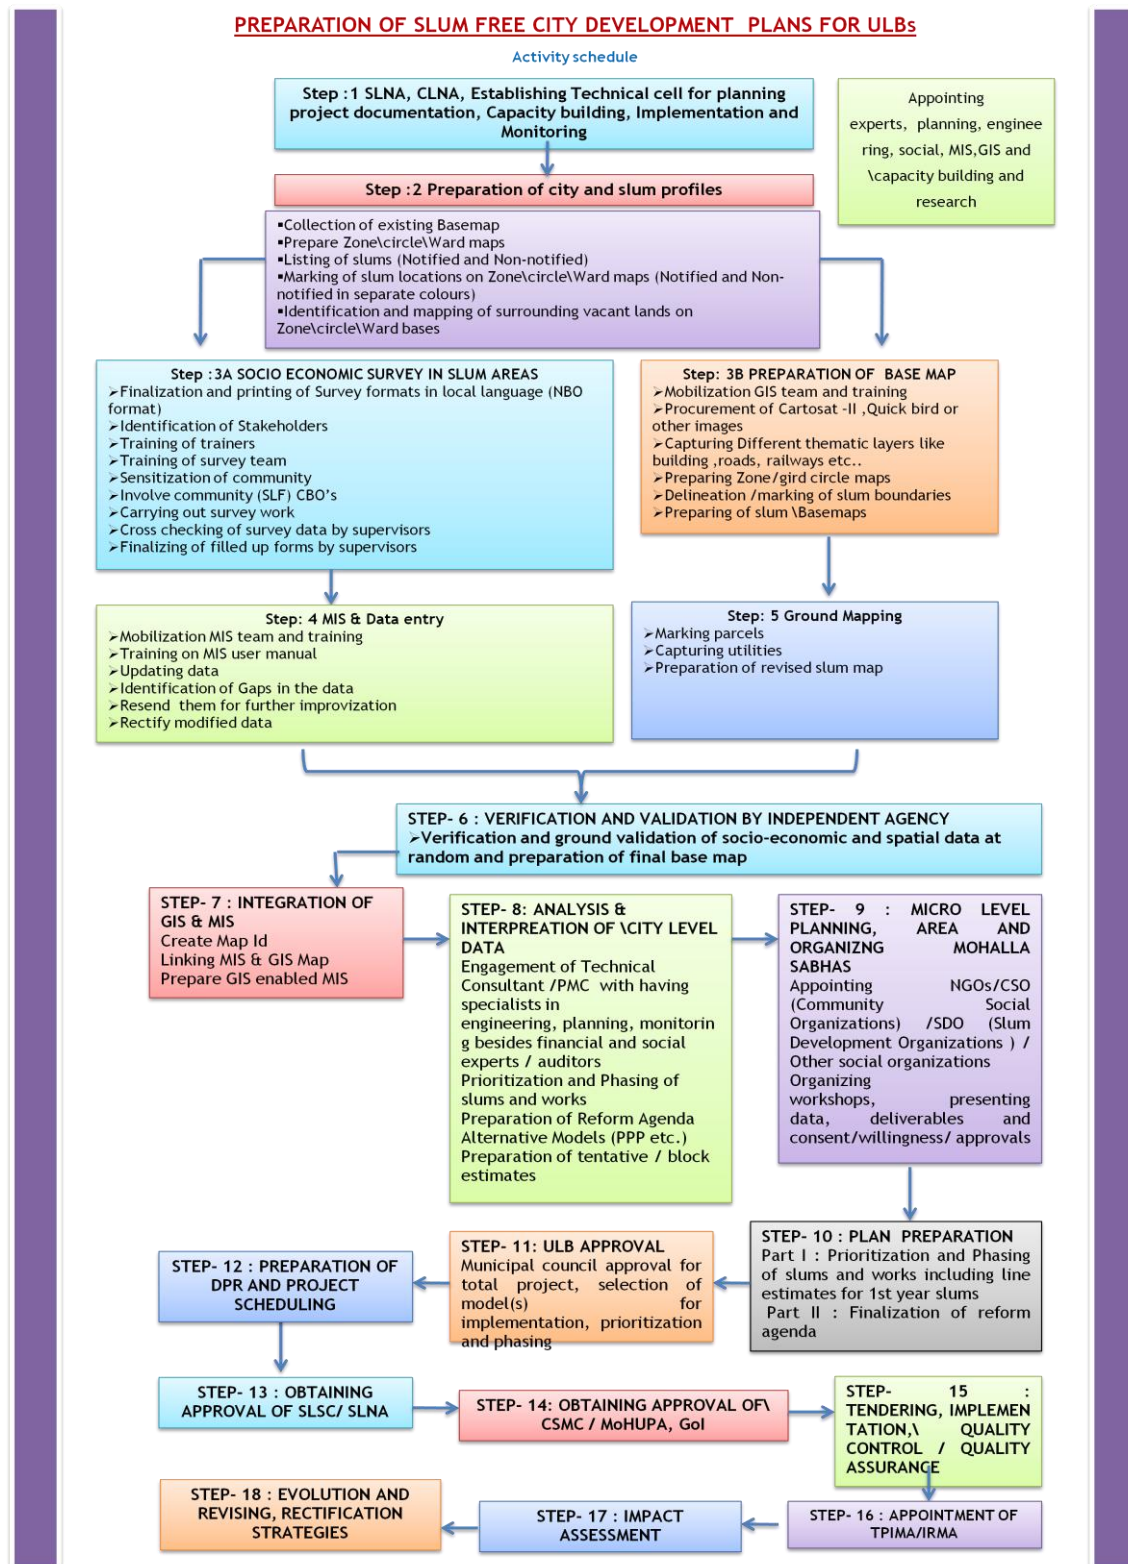 PREPARATION OF SLUM FREE CITY DEVELOPMENT PLANS FOR ULBs
Activity schedule
Step :1 SLNA, CLNA, Establishing Technical cell for planning
project documentation, Capacity building, Implementation and
Monitoring
Appointing
experts, planning, enginee
ring, social, MIS,GIS and
\capacity building and
research
Step :2 Preparation of city and slum profiles
▪Collection of existing Basemap
▪Prepare Zone\circle\Ward maps
▪Listing of slums (Notified and Non-notified)
▪Marking of slum locations on Zone\circle\Ward maps (Notified and Non-
notified in separate colours)
▪Identification and mapping of surrounding vacant lands on
Zone\circle\Ward bases
Step :3A SOCIO ECONOMIC SURVEY IN SLUM AREAS
➢Finalization and printing of Survey formats in local language (NBO
format)
➢Identification of Stakeholders
➢Training of trainers
➢Training of survey team
➢Sensitization of community
➢Involve community (SLF) CBO's
➢Carrying out survey work
➢Cross checking of survey data by supervisors
➢Finalizing of filled up forms by supervisors
Step: 3B PREPARATION OF BASE MAP
➢Mobilization GIS team and training
➢Procurement of Cartosat -II ,Quick bird or
other images
➢Capturing Different thematic layers like
building ,roads, railways etc..
➢Preparing Zone/gird circle maps
➢Delineation /marking of slum boundaries
➢Preparing of slum \Basemaps
Step: 4 MIS & Data entry
➢Mobilization MIS team and training
➢Training on MIS user manual
➢Updating data
➢Identification of Gaps in the data
➢Resend them for further improvization
➢Rectify modified data
Step: 5 Ground Mapping
➢Marking parcels
➢Capturing utilities
➢Preparation of revised slum map
STEP- 6 : VERIFICATION AND VALIDATION BY INDEPENDENT AGENCY
➢Verification and ground validation of socio-economic and spatial data at
random and preparation of final base map
STEP- 7 : INTEGRATION OF
GIS & MIS
Create Map Id
Linking MIS & GIS Map
Prepare GIS enabled MIS
STEP- 8: ANALYSIS &
INTERPREATION OF \CITY LEVEL
DATA
Engagement of Technical
Consultant /PMC with having
specialists in
engineering, planning, monitorin
g besides financial and social
experts / auditors
Prioritization and Phasing of
slums and works
Preparation of Reform Agenda
Alternative Models (PPP etc.)
Preparation of tentative / block
estimates
STEP- 9 : MICRO LEVEL
PLANNING, AREA AND
ORGANIZNG MOHALLA
SABHAS
Appointing NGOs/CSO
(Community Social
Organizations) /SDO (Slum
Development Organizations ) /
Other social organizations
Organizing
workshops, presenting
data, deliverables and
consent/willingness/ approvals
STEP- 10 : PLAN PREPARATION
Part I : Prioritization and Phasing
of slums and works including line
estimates for 1st year slums
Part II : Finalization of reform
agenda
STEP- 11: ULB APPROVAL
Municipal council approval for
total project, selection of
model(s) for
implementation, prioritization
and phasing
STEP- 12 : PREPARATION OF
DPR AND PROJECT
SCHEDULING
STEP- 13 : OBTAINING
APPROVAL OF SLSC/ SLNA
STEP- 14: OBTAINING APPROVAL OF\
CSMC / MoHUPA, GoI
STEP- 15 :
TENDERING, IMPLEMEN
TATION,\ QUALITY
CONTROL / QUALITY
ASSURANCE
STEP- 16 : APPOINTMENT OF
TPIMA/IRMA
STEP- 17 : IMPACT
ASSESSMENT
STEP- 18 : EVOLUTION AND
REVISING, RECTIFICATION
STRATEGIES